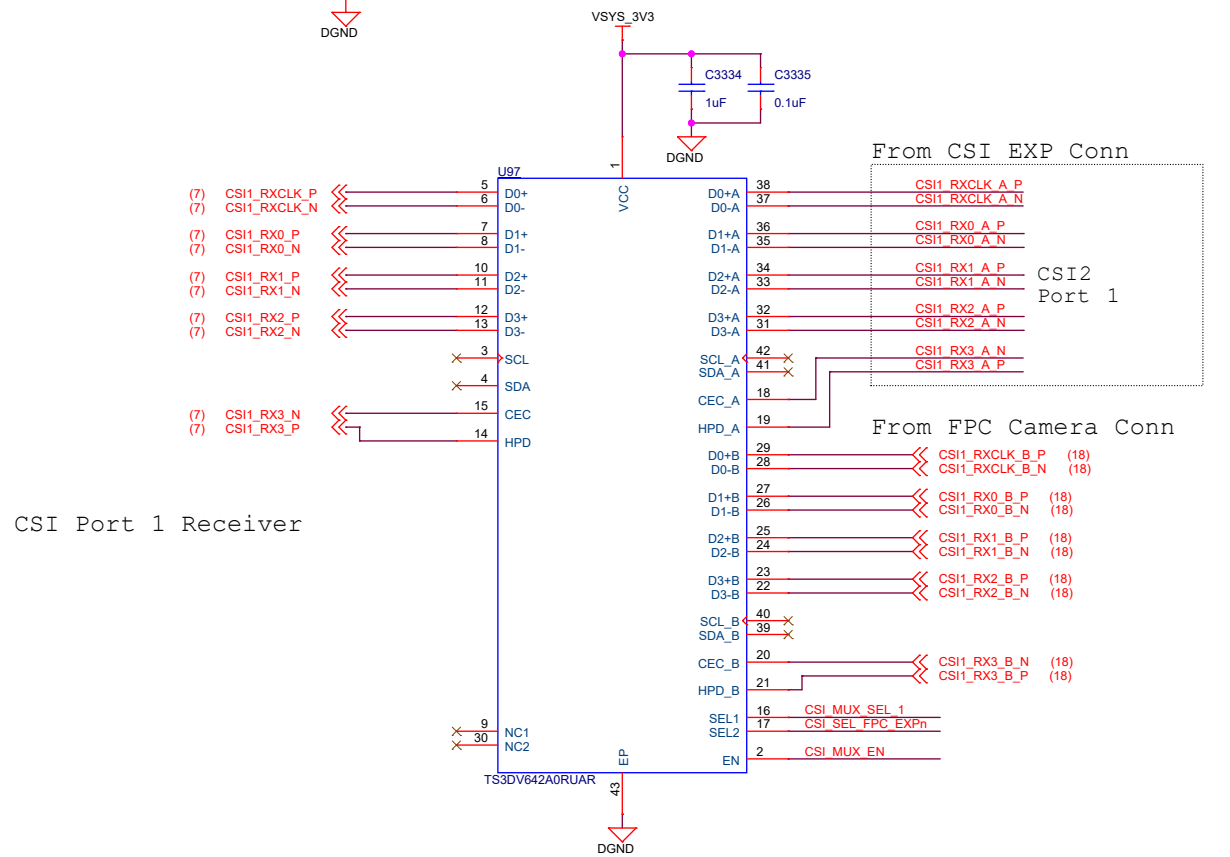 DGND
VSYS_3V3
C3334
1uF
C3335
0.1uF
DGND
From CSI EXP Conn
U97
1
VCC
(7) CSI1_RXCLK_P 5 D0+
(7) CSI1_RXCLK_N 6 D0-
(7) CSI1_RX0_P 7 D1+
(7) CSI1_RX0_N 8 D1-
(7) CSI1_RX1_P 10 D2+
(7) CSI1_RX1_N 11 D2-
(7) CSI1_RX2_P 12 D3+
(7) CSI1_RX2_N 13 D3-
3 SCL
4 SDA
(7) CSI1_RX3_N 15 CEC
(7) CSI1_RX3_P 14 HPD
CSI Port 1 Receiver
9 NC1
30 NC2
D0+A 38 CSI1_RXCLK_A_P
D0-A 37 CSI1_RXCLK_A_N
D1+A 36 CSI1_RX0_A_P
D1-A 35 CSI1_RX0_A_N
D2+A 34 CSI1_RX1_A_P
D2-A 33 CSI1_RX1_A_N
CSI2
Port 1
D3+A 32 CSI1_RX2_A_P
D3-A 31 CSI1_RX2_A_N
SCL_A 42
SDA_A 41
CSI1_RX3_A_N
CSI1_RX3_A_P
CEC_A 18
HPD_A 19
From FPC Camera Conn
D0+B 29 CSI1_RXCLK_B_P (18)
D0-B 28 CSI1_RXCLK_B_N (18)
D1+B 27 CSI1_RX0_B_P (18)
D1-B 26 CSI1_RX0_B_N (18)
D2+B 25 CSI1_RX1_B_P (18)
D2-B 24 CSI1_RX1_B_N (18)
D3+B 23 CSI1_RX2_B_P (18)
D3-B 22 CSI1_RX2_B_N (18)
SCL_B 40
SDA_B 39
CEC_B 20 CSI1_RX3_B_N (18)
HPD_B 21 CSI1_RX3_B_P (18)
SEL1 16 CSI_MUX_SEL_1
SEL2 17 CSI_SEL_FPC_EXPn
EN 2 CSI_MUX_EN
EP
43
TS3DV642A0RUAR
DGND